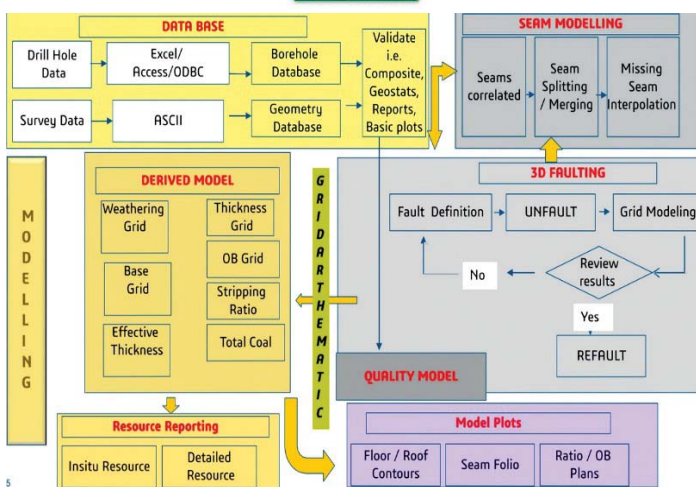 DATA BASE
Drill Hole
Data
Excel/
Access/ODBC
Borehole
Database
Validate
i.e.
Composite,
Geostats,
Reports,
Basic plots
Survey Data
ASCII
Geometry
Database
SEAM MODELLING
Seams
correlated
Seam
Splitting
/ Merging
Missing
Seam
Interpolation
MODELLING
DERIVED MODEL
Weathering
Grid
Thickness
Grid
Base
Grid
OB Grid
Stripping
Ratio
Effective
Thickness
Total Coal
GRIDARTHEMATIC
3D FAULTING
Fault Definition
UNFAULT
Grid Modeling
Review
results
No
Yes
REFAULT
QUALITY MODEL
Resource Reporting
Insitu Resource
Detailed
Resource
Model Plots
Floor / Roof
Contours
Seam Folio
Ratio / OB
Plans
5